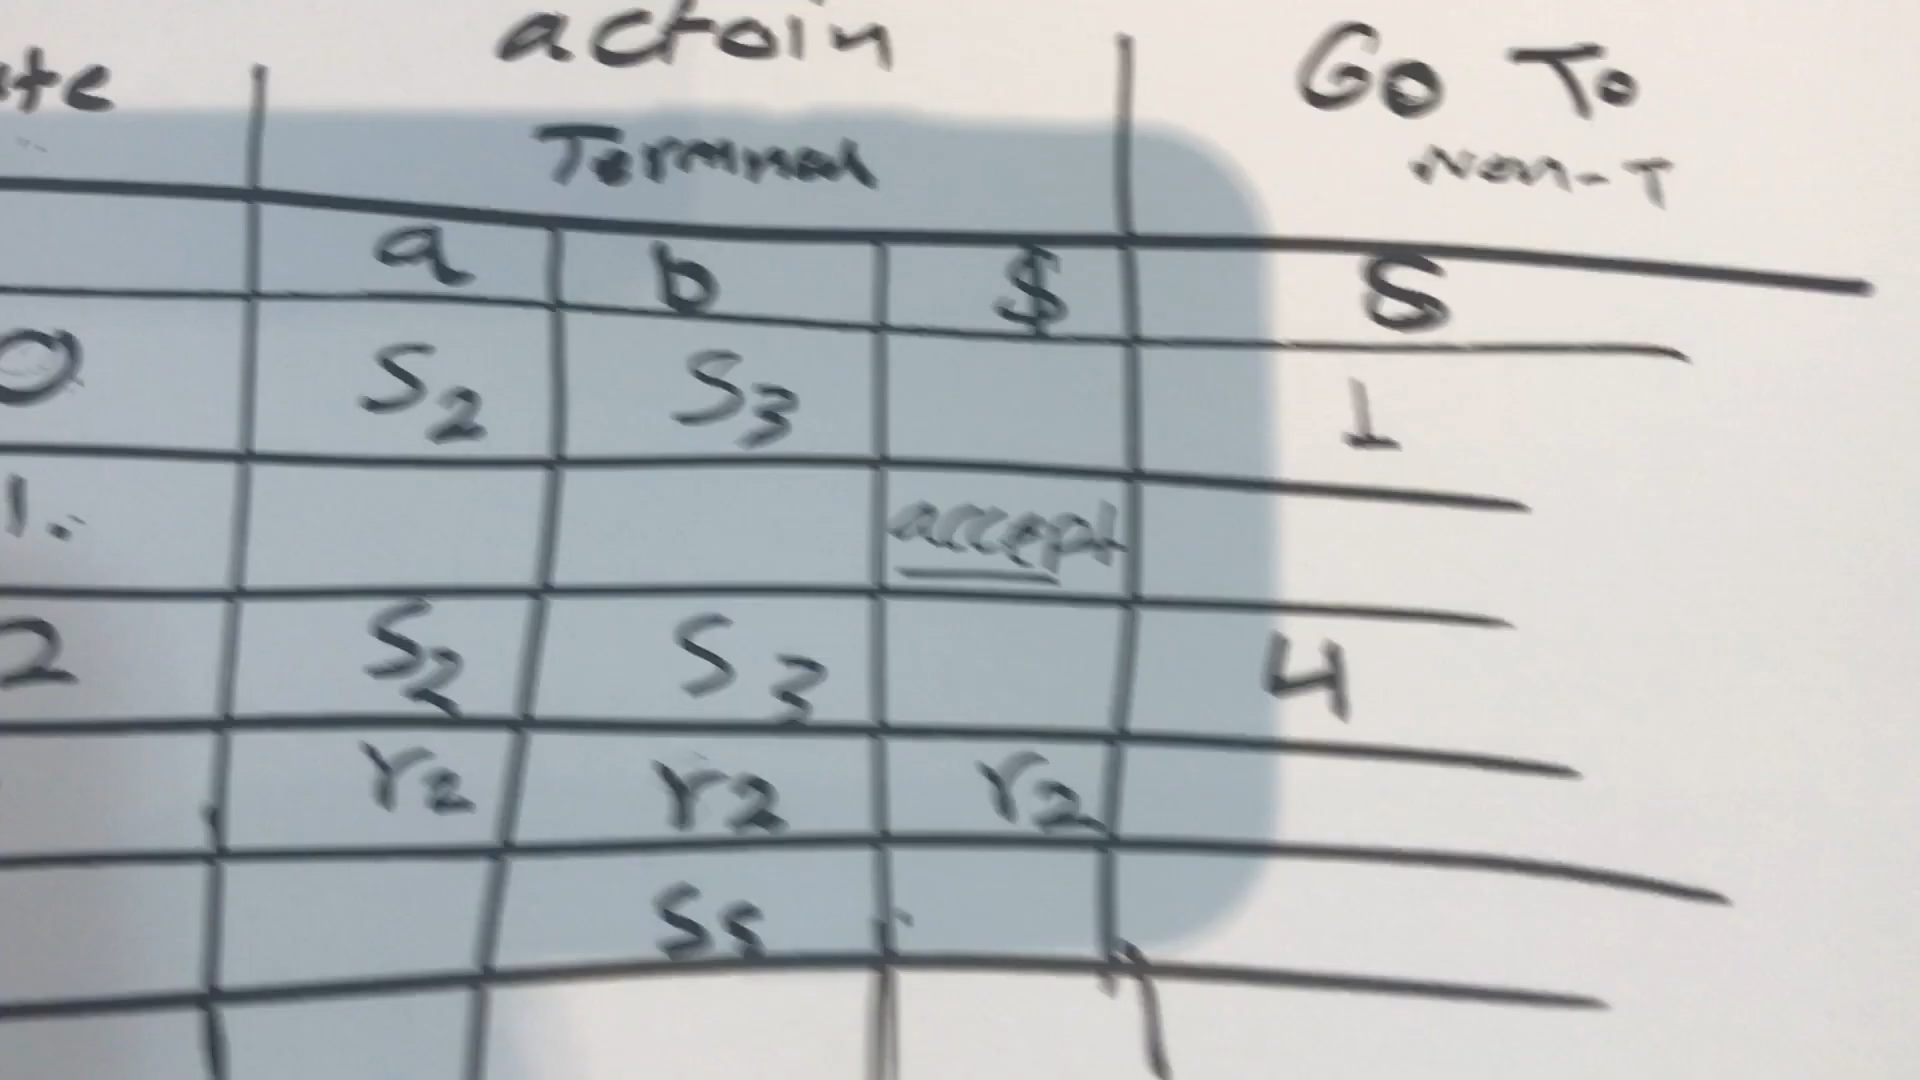 ate actoin Go To
Terminal Non-T
a b $ S
0 S2 S3 1
1. accept
2 S2 S3 4
r2 r2 r2
S5